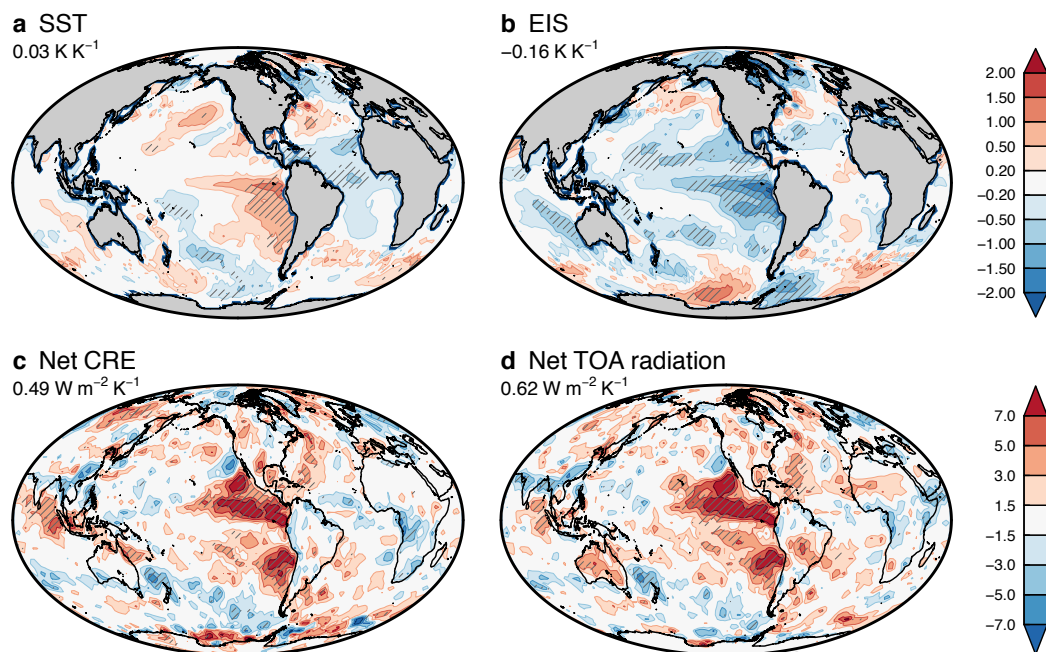 a SST
0.03 K K⁻¹
b EIS
−0.16 K K⁻¹
2.00
1.50
1.00
0.50
0.20
−0.20
−0.50
−1.00
−1.50
−2.00
c Net CRE
0.49 W m⁻² K⁻¹
d Net TOA radiation
0.62 W m⁻² K⁻¹
7.0
5.0
3.0
1.5
−1.5
−3.0
−5.0
−7.0